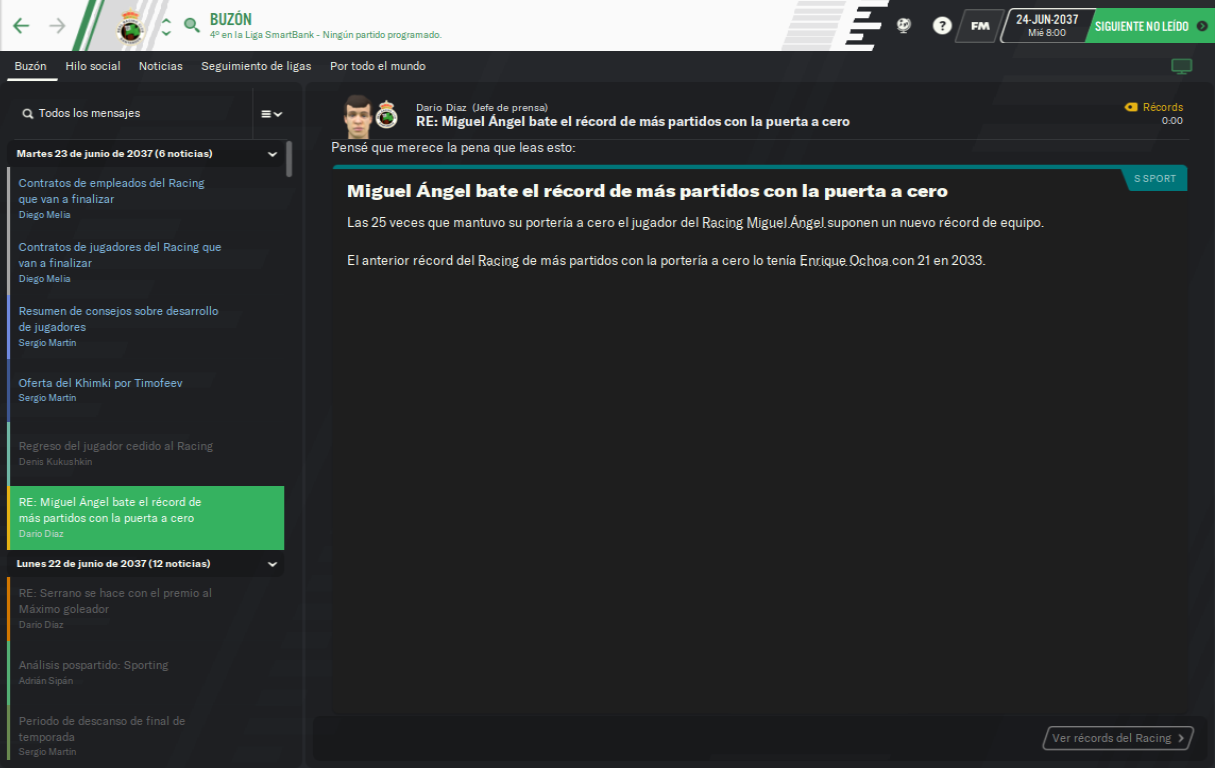 BUZÓN
4º en la Liga SmartBank - Ningún partido programado.
?
FM
24-JUN-2037
Mié 8:00
SIGUIENTE NO LEÍDO
Buzón
Hilo social
Noticias
Seguimiento de ligas
Por todo el mundo
Todos los mensajes
Martes 23 de junio de 2037 (6 noticias)
Contratos de empleados del Racing
que van a finalizar
Diego Melia
Contratos de jugadores del Racing que
van a finalizar
Diego Melia
Resumen de consejos sobre desarrollo
de jugadores
Sergio Martín
Oferta del Khimki por Timofeev
Sergio Martín
Regreso del jugador cedido al Racing
Denis Kukushkin
RE: Miguel Ángel bate el récord de
más partidos con la puerta a cero
Darío Díaz
Lunes 22 de junio de 2037 (12 noticias)
RE: Serrano se hace con el premio al
Máximo goleador
Darío Díaz
Análisis pospartido: Sporting
Adrián Sipán
Periodo de descanso de final de
temporada
Sergio Martín
Darío Díaz (Jefe de prensa)
RE: Miguel Ángel bate el récord de más partidos con la puerta a cero
Récords
0:00
Pensé que merece la pena que leas esto:
S SPORT
Miguel Ángel bate el récord de más partidos con la puerta a cero
Las 25 veces que mantuvo su portería a cero el jugador del Racing Miguel Ángel suponen un nuevo récord de equipo.
El anterior récord del Racing de más partidos con la portería a cero lo tenía Enrique Ochoa con 21 en 2033.
Ver récords del Racing